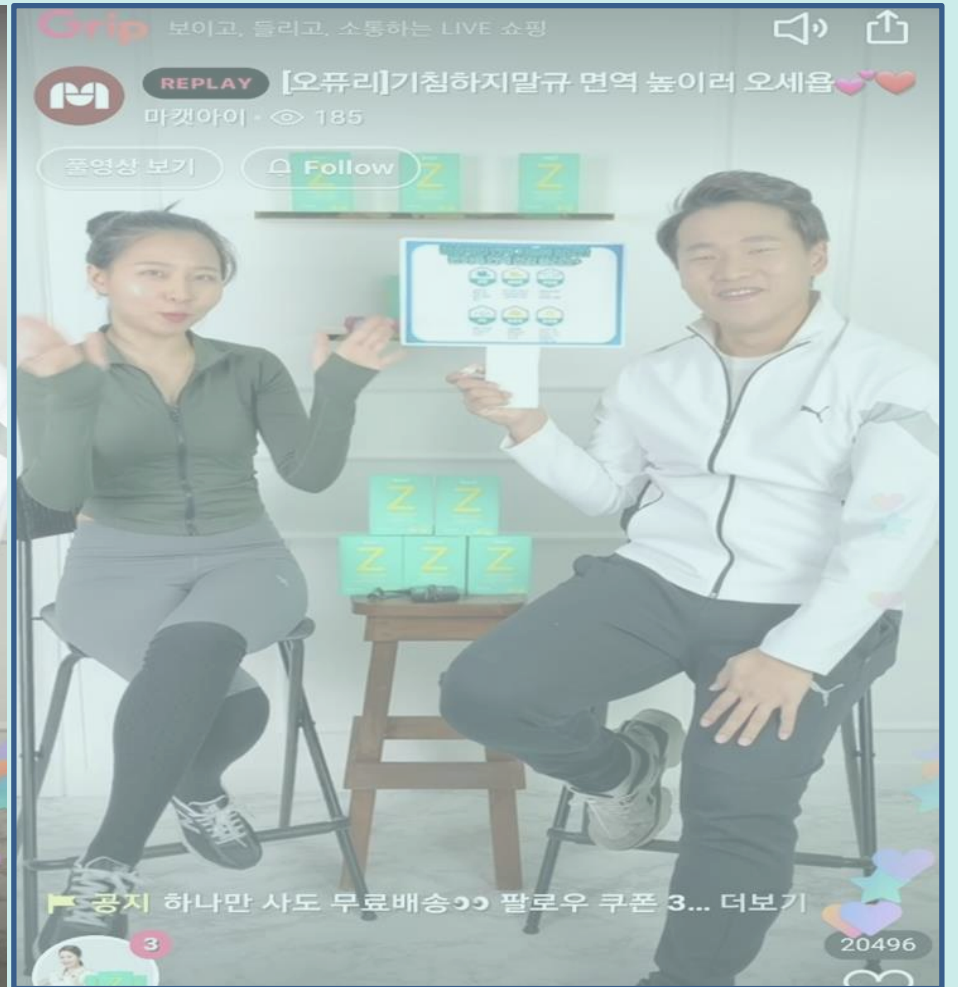 Grip 보이고, 들리고, 소통하는 LIVE 쇼핑
REPLAY [오퓨리]기침하지말규 면역 높이러 오세욥💕❤️
마캣아이 · 185
풀영상 보기 Follow
Z Z Z
Z Z
Z Z Z
공지 하나만 사도 무료배송👀 팔로우 쿠폰 3... 더보기
3
20496
Z